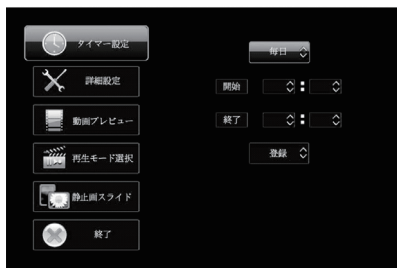 タイマー設定
詳細設定
動画プレビュー
再生モード選択
静止画スライド
終了
毎日
開始 :
終了 :
登録